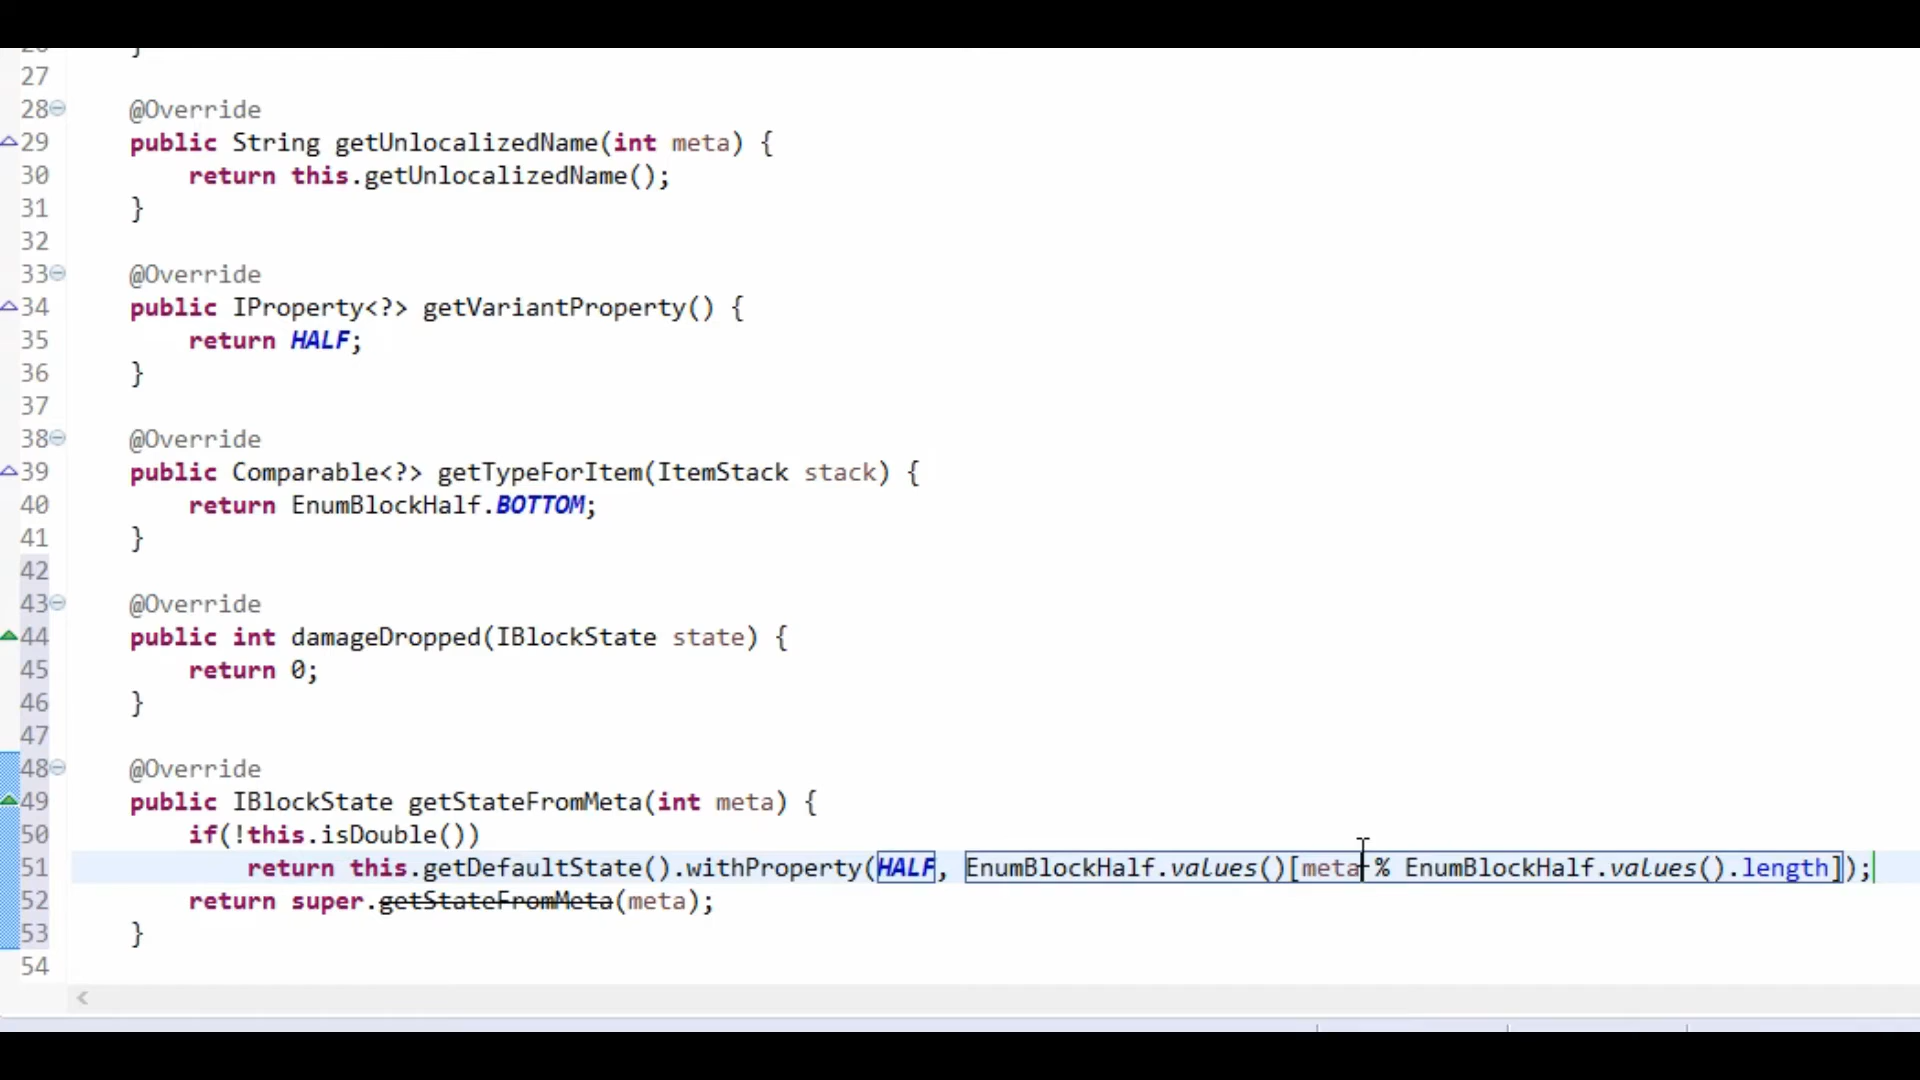 27
28 @Override
29 public String getUnlocalizedName(int meta) {
30 return this.getUnlocalizedName();
31 }
32
33 @Override
34 public IProperty<?> getVariantProperty() {
35 return HALF;
36 }
37
38 @Override
39 public Comparable<?> getTypeForItem(ItemStack stack) {
40 return EnumBlockHalf.BOTTOM;
41 }
42
43 @Override
44 public int damageDropped(IBlockState state) {
45 return 0;
46 }
47
48 @Override
49 public IBlockState getStateFromMeta(int meta) {
50 if(!this.isDouble())
51 return this.getDefaultState().withProperty(HALF, EnumBlockHalf.values()[meta % EnumBlockHalf.values().length]);
52 return super.getStateFromMeta(meta);
53 }
54